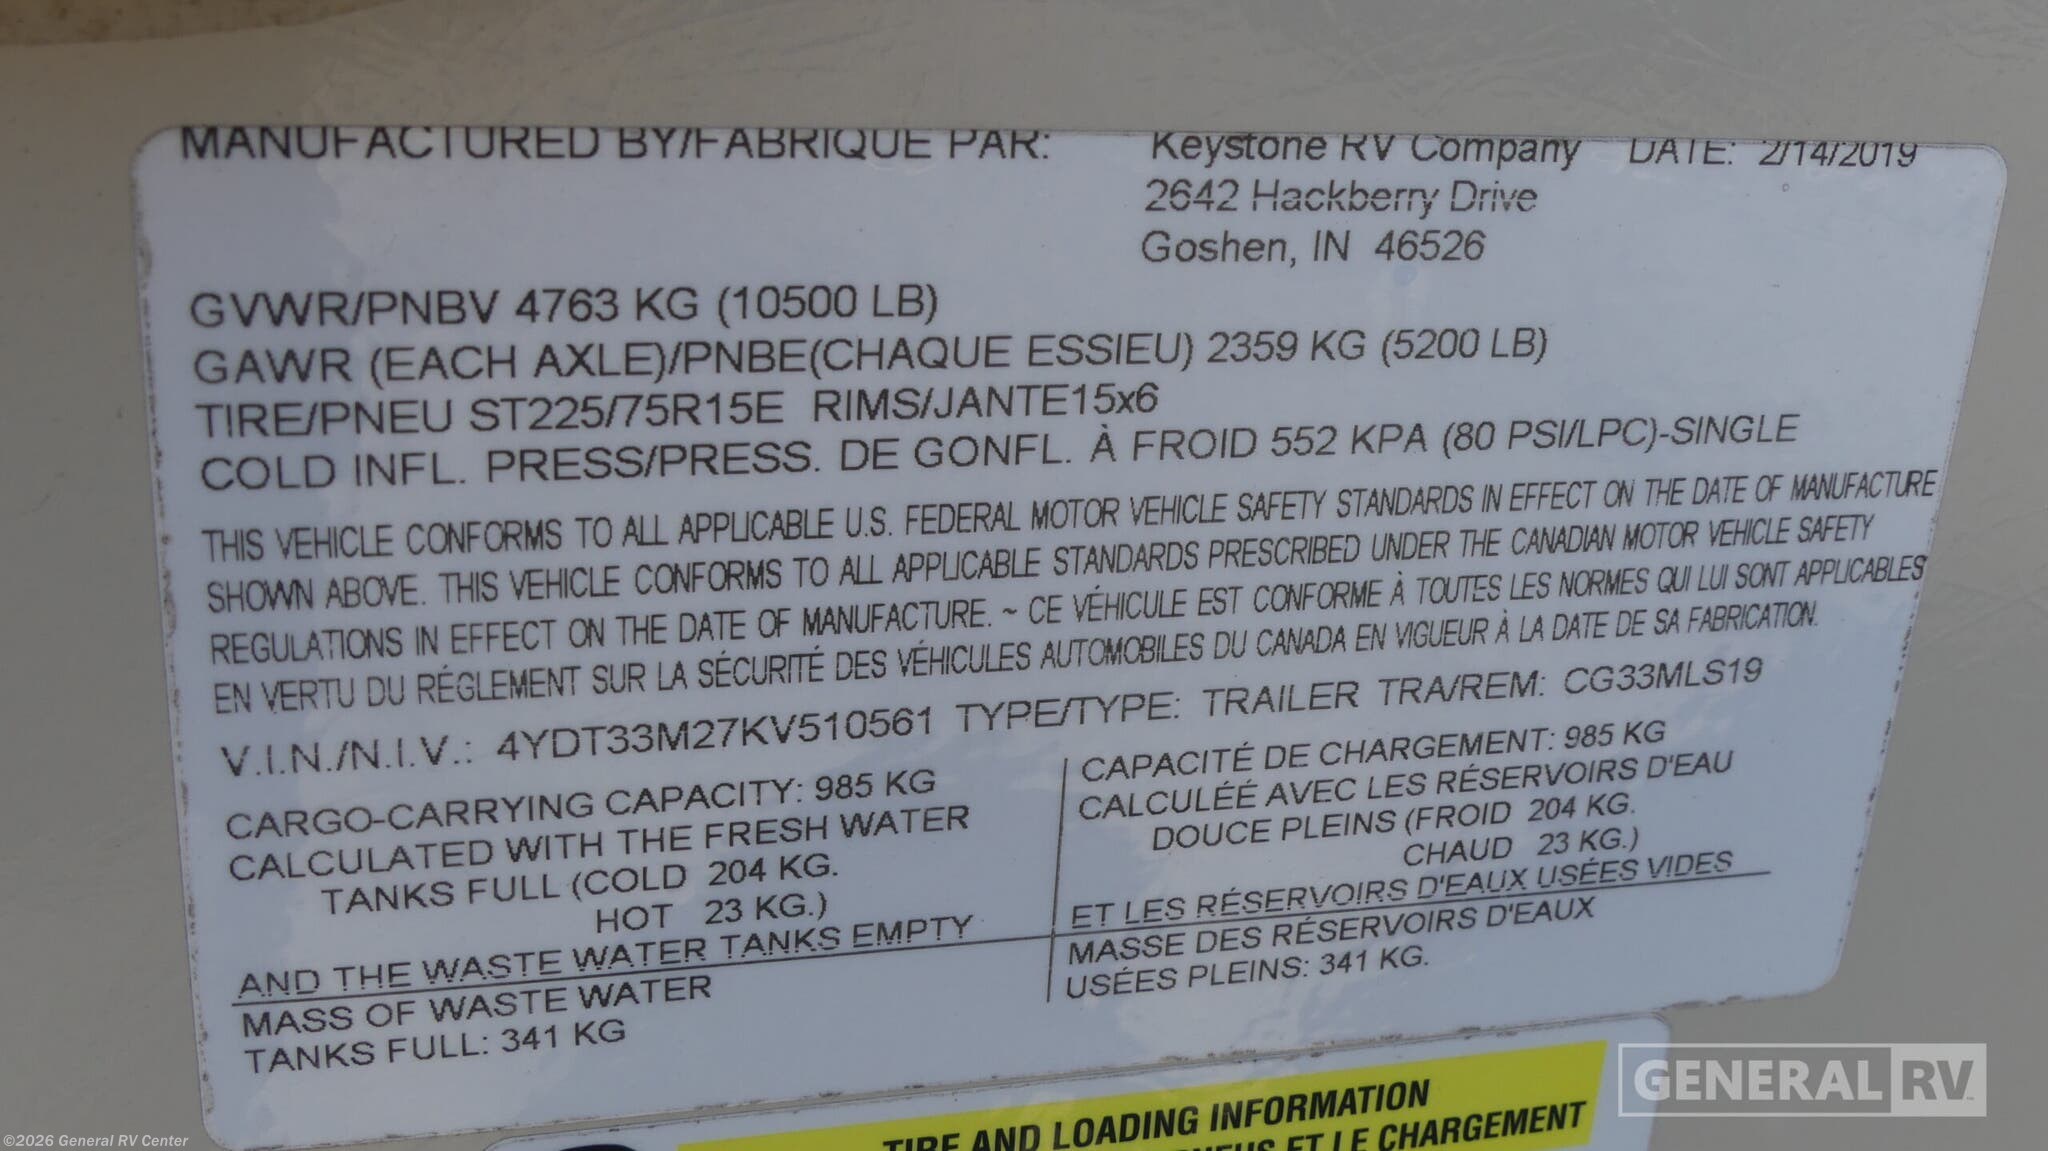 MANUFACTURED BY/FABRIQUE PAR: Keystone RV Company DATE: 2/14/2019
2642 Hackberry Drive
Goshen, IN 46526
GVWR/PNBV 4763 KG (10500 LB)
GAWR (EACH AXLE)/PNBE(CHAQUE ESSIEU) 2359 KG (5200 LB)
TIRE/PNEU ST225/75R15E RIMS/JANTE15x6
COLD INFL. PRESS/PRESS. DE GONFL. À FROID 552 KPA (80 PSI/LPC)-SINGLE
THIS VEHICLE CONFORMS TO ALL APPLICABLE U.S. FEDERAL MOTOR VEHICLE SAFETY STANDARDS IN EFFECT ON THE DATE OF MANUFACTURE
SHOWN ABOVE. THIS VEHICLE CONFORMS TO ALL APPLICABLE STANDARDS PRESCRIBED UNDER THE CANADIAN MOTOR VEHICLE SAFETY
REGULATIONS IN EFFECT ON THE DATE OF MANUFACTURE. ~ CE VÉHICULE EST CONFORME À TOUTES LES NORMES QUI LUI SONT APPLICABLES
EN VERTU DU RÉGLEMENT SUR LA SÉCURITÉ DES VÉHICULES AUTOMOBILES DU CANADA EN VIGUEUR À LA DATE DE SA FABRICATION.
V.I.N./N.I.V.: 4YDT33M27KV510561 TYPE/TYPE: TRAILER TRA/REM: CG33MLS19
CARGO-CARRYING CAPACITY: 985 KG
CALCULATED WITH THE FRESH WATER
TANKS FULL (COLD 204 KG.
HOT 23 KG.)
AND THE WASTE WATER TANKS EMPTY
MASS OF WASTE WATER
TANKS FULL: 341 KG
CAPACITÉ DE CHARGEMENT: 985 KG
CALCULÉÉ AVEC LES RÉSERVOIRS D'EAU
DOUCE PLEINS (FROID 204 KG.
CHAUD 23 KG.)
ET LES RÉSERVOIRS D'EAUX USÉES VIDES
MASSE DES RÉSERVOIRS D'EAUX
USÉES PLEINS: 341 KG.
TIRE AND LOADING INFORMATION
ET LE CHARGEMENT
GENERAL RV
©2026 General RV Center